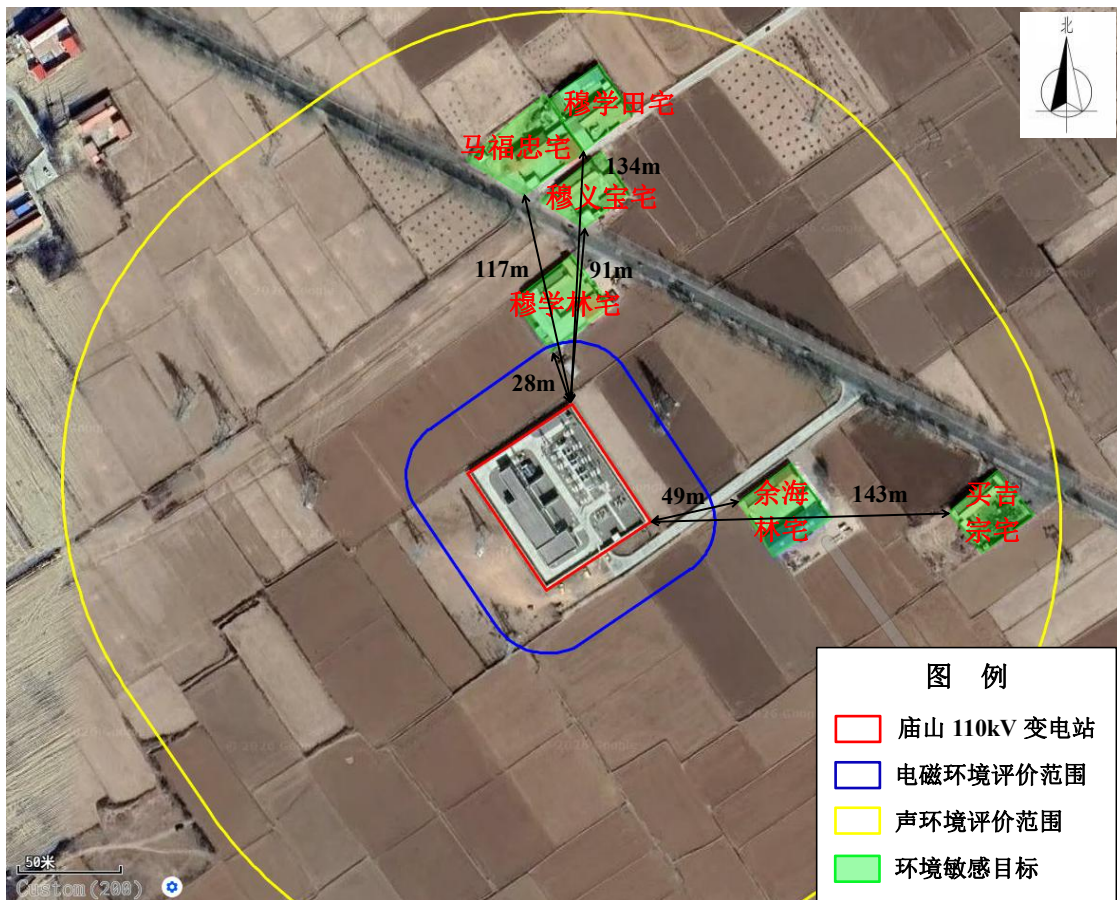 北
穆学田宅
马福忠宅
134m
穆义宝宅
117m
91m
穆学林宅
28m
余海
林宅
49m
143m
买吉
宗宅
图 例
庙山 110kV 变电站
电磁环境评价范围
声环境评价范围
环境敏感目标
50米
Custom(200)